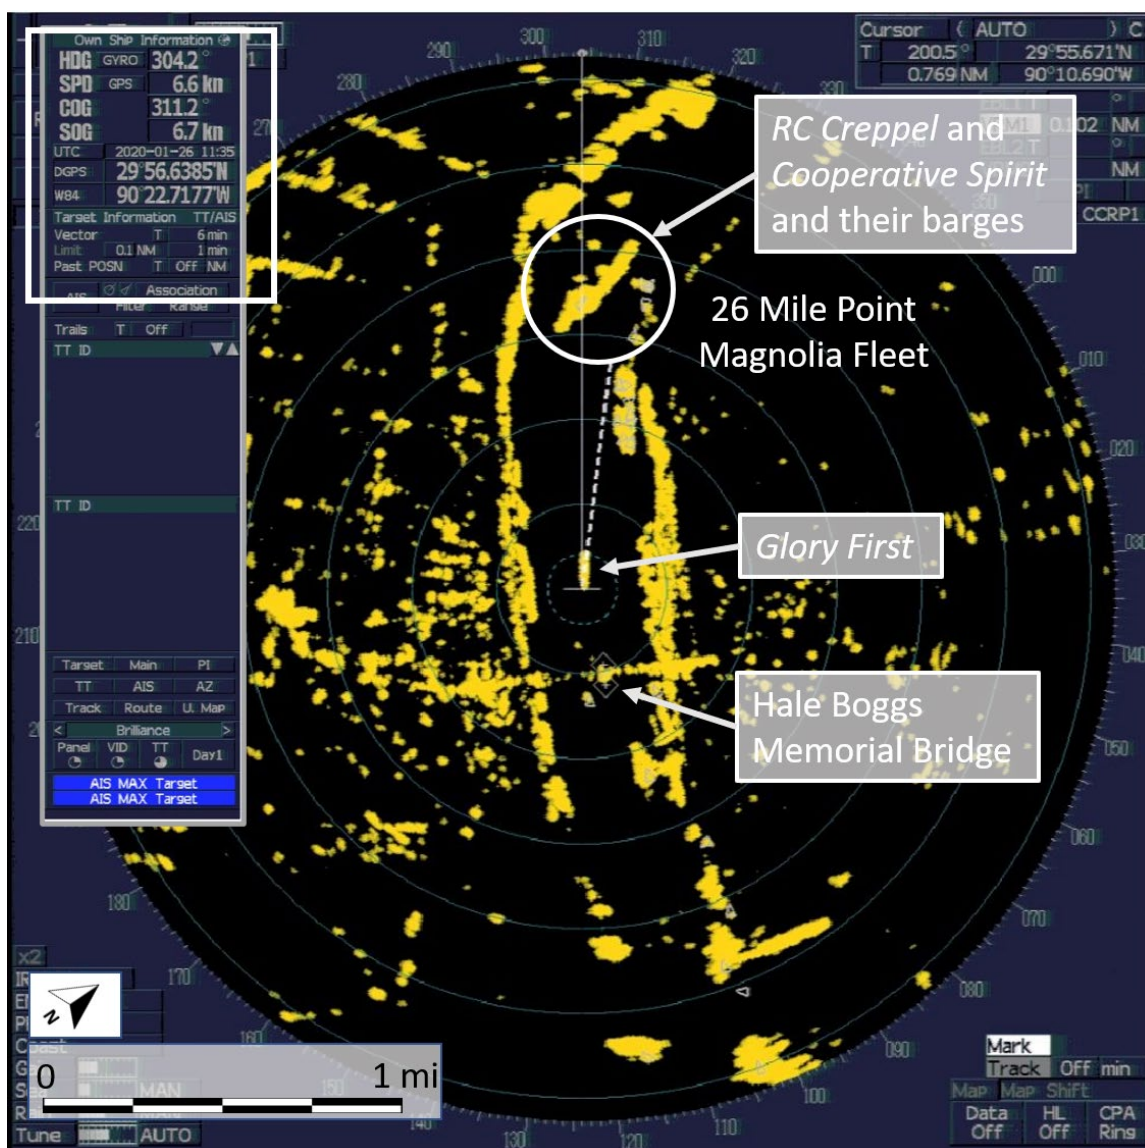 Own Ship Information
HDG GYRO 304.2°
SPD GPS 6.6 kn
COG 311.2°
SOG 6.7 kn
UTC 2020-01-26 11:35
DGPS 29°56.6385'N
W84 90°22.7177'W
Target Information TT/AIS
Vector T 6 min
Limit 0.1 NM 1 min
Past POSN T Off NM
AIS Association
Filter Range
Trails T Off
TT ID
TT ID
Target Main PI
TT AIS AZ
Track Route U. Map
< Brilliance >
Panel VID TT Day1
AIS MAX Target
AIS MAX Target
Cursor ( AUTO ) C
T 200.5° 29°55.671'N
0.769 NM 90°10.690'W
0.102 NM
EBL2 T
NM
CCRP1
RC Creppel and
Cooperative Spirit
and their barges
26 Mile Point
Magnolia Fleet
Glory First
Hale Boggs
Memorial Bridge
270
280
290
300
310
320
330
350
000
010
020
030
040
050
060
070
080
090
100
110
120
130
140
150
160
170
180
210
220
x2
N
0 1 mi
MAN
Tune AUTO
Mark
Track Off min
Map Map Shift
Data HL CPA
Off Off Ring